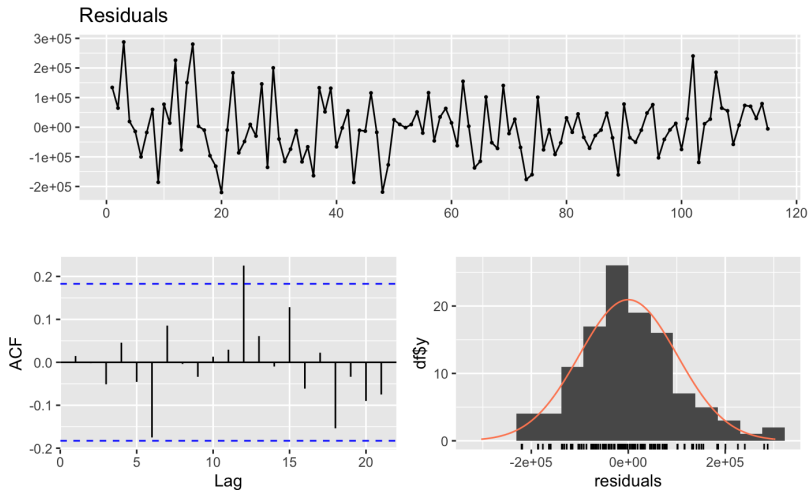 Residuals
3e+05
2e+05
1e+05
0e+00
-1e+05
-2e+05
0 20 40 60 80 100 120
0.2
0.1
0.0
-0.1
-0.2
ACF
0 5 10 15 20
Lag
20
10
0
df$y
-2e+05 0e+00 2e+05
residuals